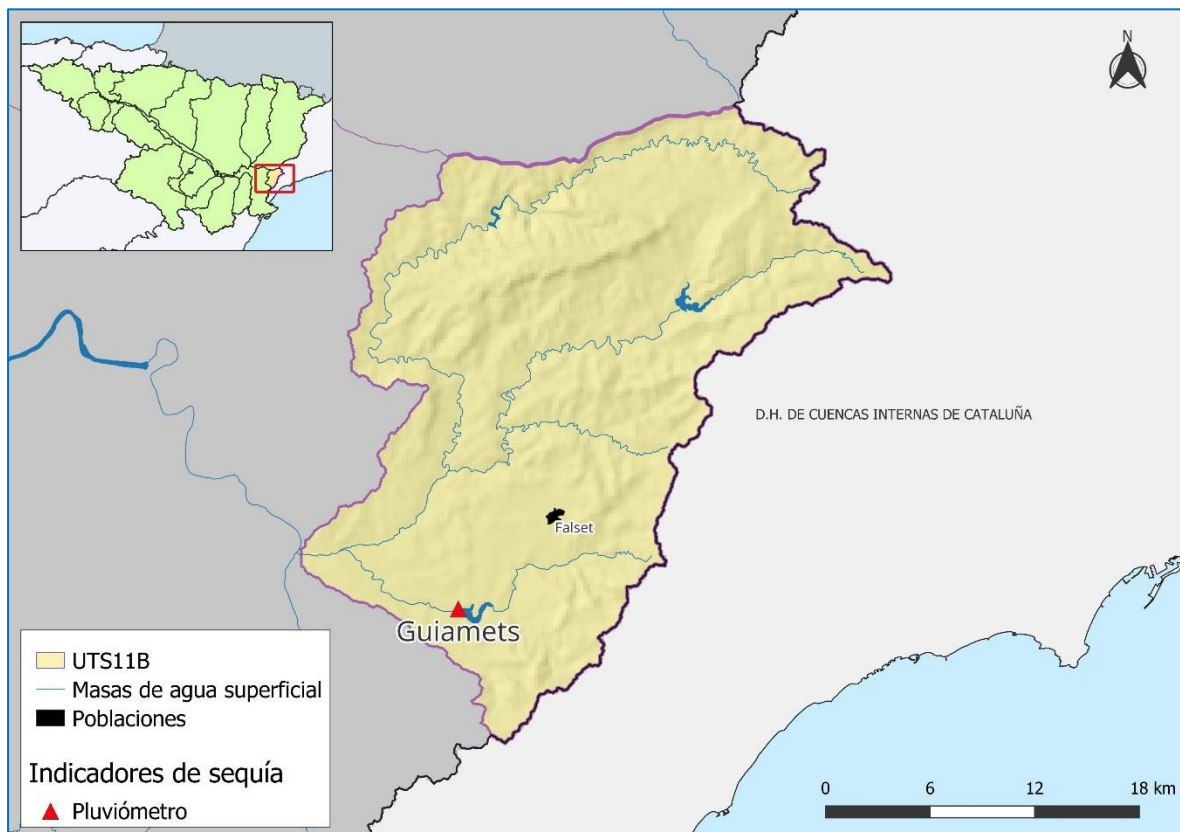 N
D.H. DE CUENCAS INTERNAS DE CATALUÑA
Falset
Guiamets
UTS11B
Masas de agua superficial
Poblaciones
Indicadores de sequía
Pluviómetro
0 6 12 18 km